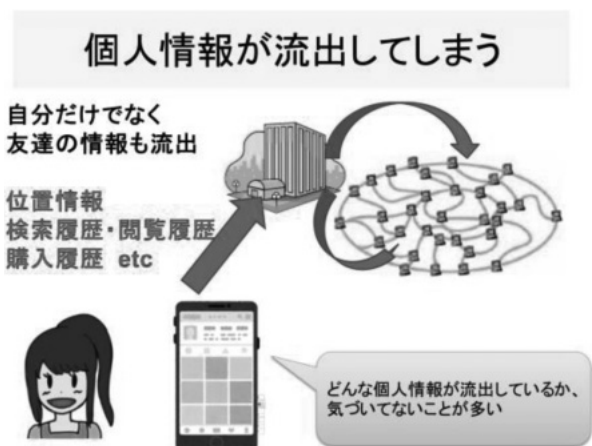 個人情報が流出してしまう
自分だけでなく
友達の情報も流出
位置情報
検索履歴・閲覧履歴
購入履歴 etc
どんな個人情報が流出しているか、
気づいてないことが多い